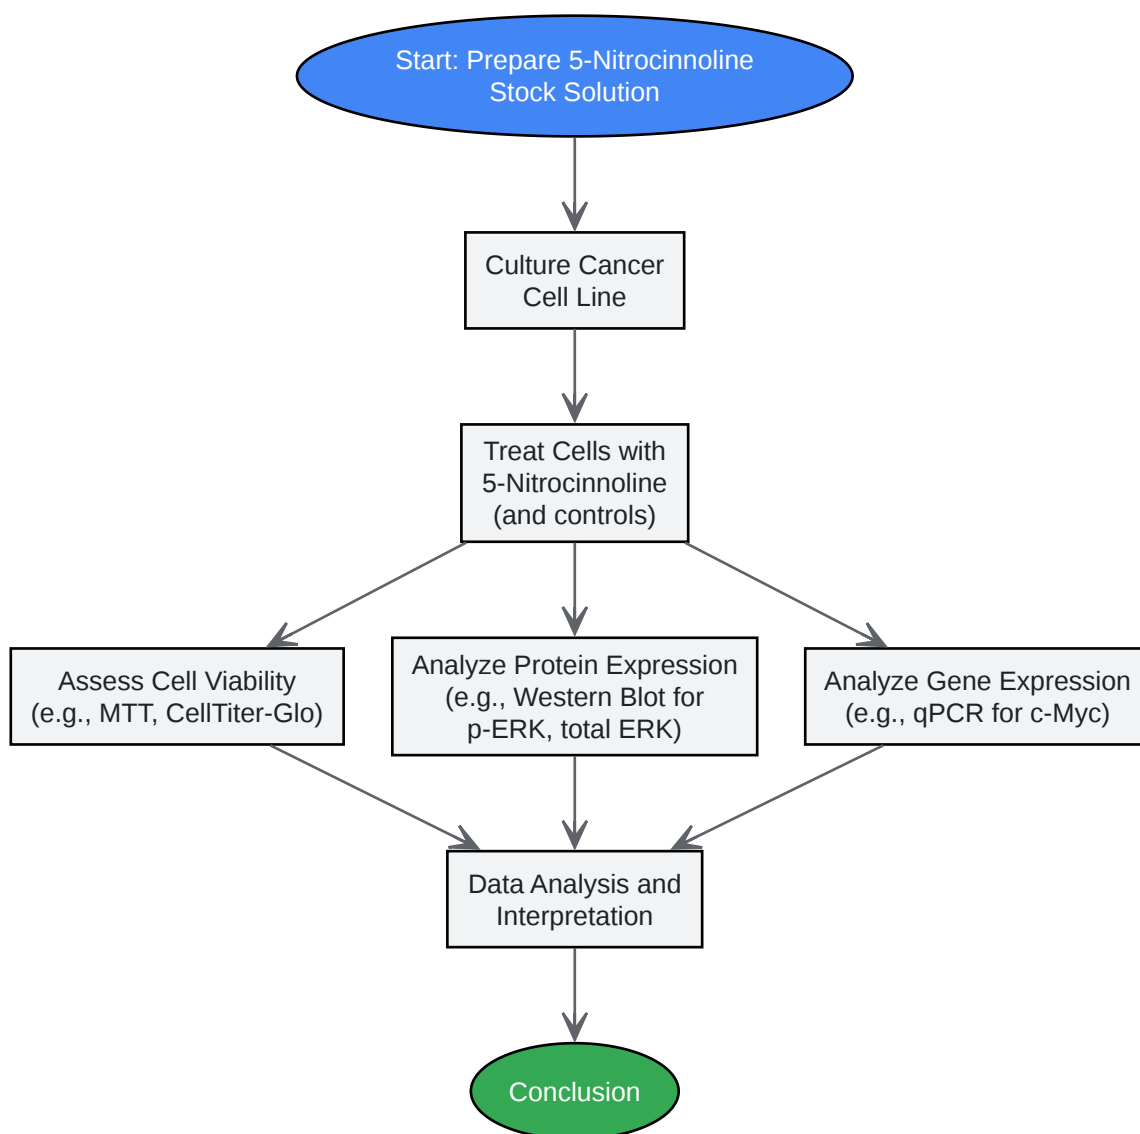 Start: Prepare 5-Nitrocinnoline
Stock Solution
Culture Cancer
Cell Line
Treat Cells with
5-Nitrocinnoline
(and controls)
Assess Cell Viability
(e.g., MTT, CellTiter-Glo)
Analyze Protein Expression
(e.g., Western Blot for
p-ERK, total ERK)
Analyze Gene Expression
(e.g., qPCR for c-Myc)
Data Analysis and
Interpretation
Conclusion